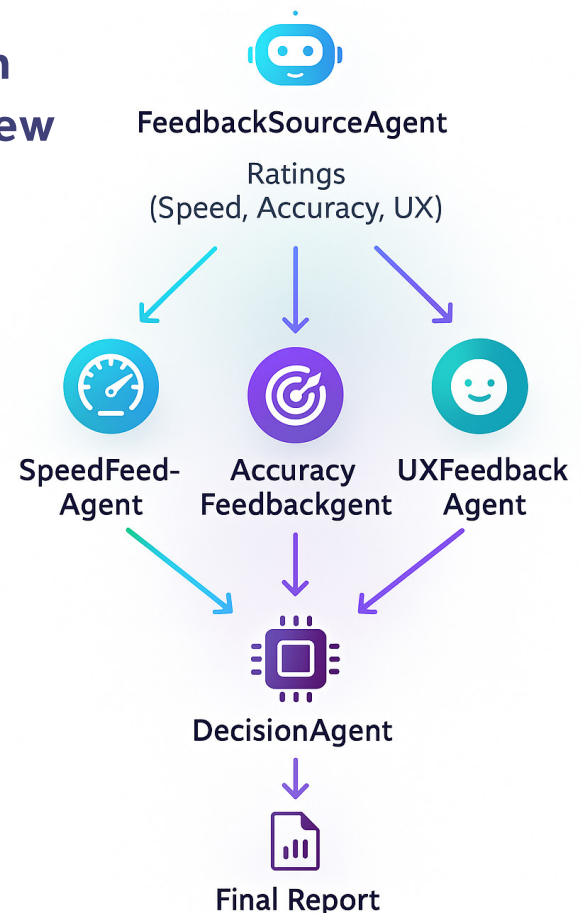 n
ew
FeedbackSourceAgent
Ratings
(Speed, Accuracy, UX)
SpeedFeed-
Agent
Accuracy
Feedbackgent
UXFeedback
Agent
DecisionAgent
Final Report